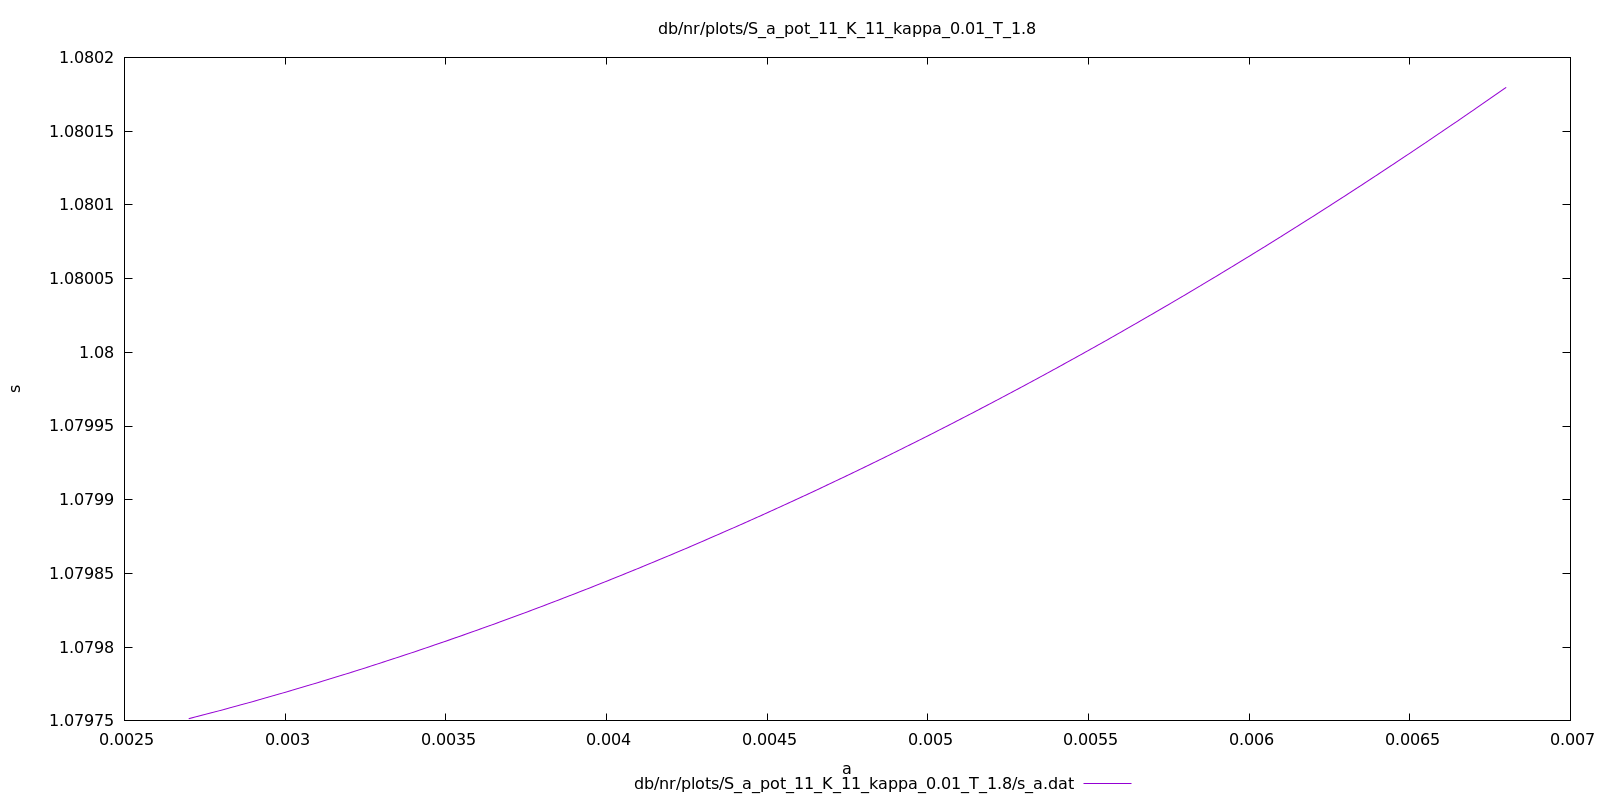 db/nr/plots/S_a_pot_11_K_11_kappa_0.01_T_1.8
1.0802
1.08015
1.0801
1.08005
1.08
1.07995
1.0799
1.07985
1.0798
1.07975
s
0.0025 0.003 0.0035 0.004 0.0045 0.005 0.0055 0.006 0.0065 0.007
a
db/nr/plots/S_a_pot_11_K_11_kappa_0.01_T_1.8/s_a.dat